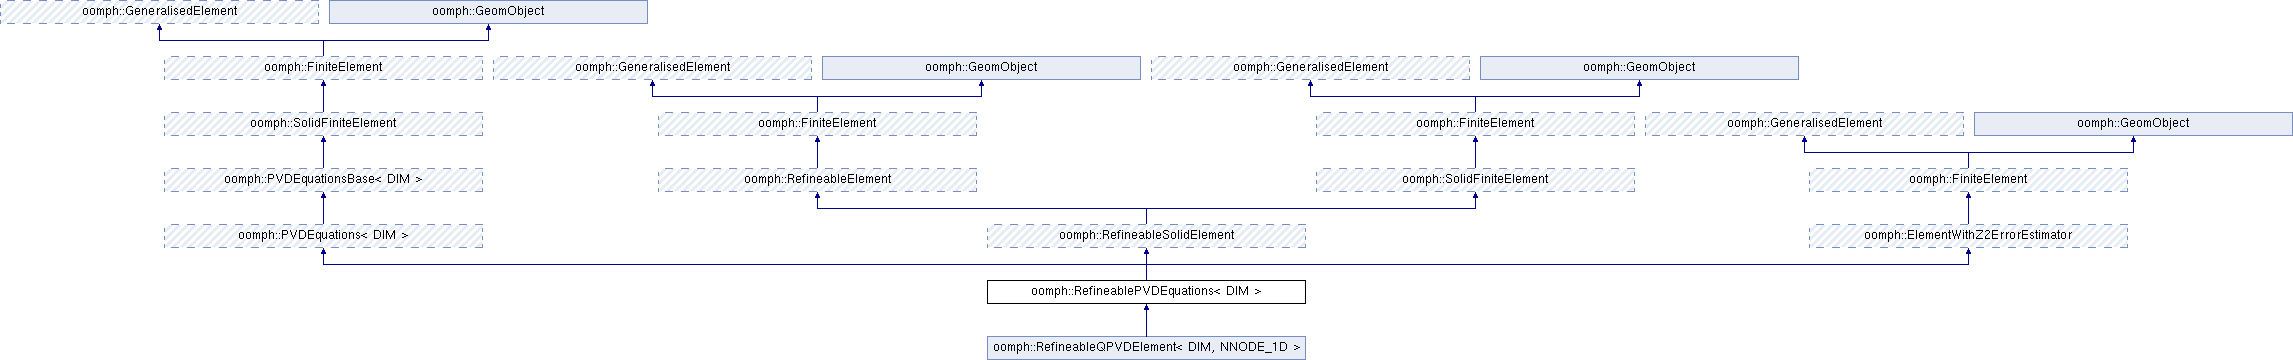 oomph::GeneralisedElement
oomph::GeomObject
oomph::FiniteElement
oomph::GeneralisedElement
oomph::GeomObject
oomph::GeneralisedElement
oomph::GeomObject
oomph::SolidFiniteElement
oomph::FiniteElement
oomph::FiniteElement
oomph::GeneralisedElement
oomph::GeomObject
oomph::PVDEquationsBase< DIM >
oomph::RefineableElement
oomph::SolidFiniteElement
oomph::FiniteElement
oomph::PVDEquations< DIM >
oomph::RefineableSolidElement
oomph::ElementWithZ2ErrorEstimator
oomph::RefineablePVDEquations< DIM >
oomph::RefineableQPVDElement< DIM, NNODE_1D >